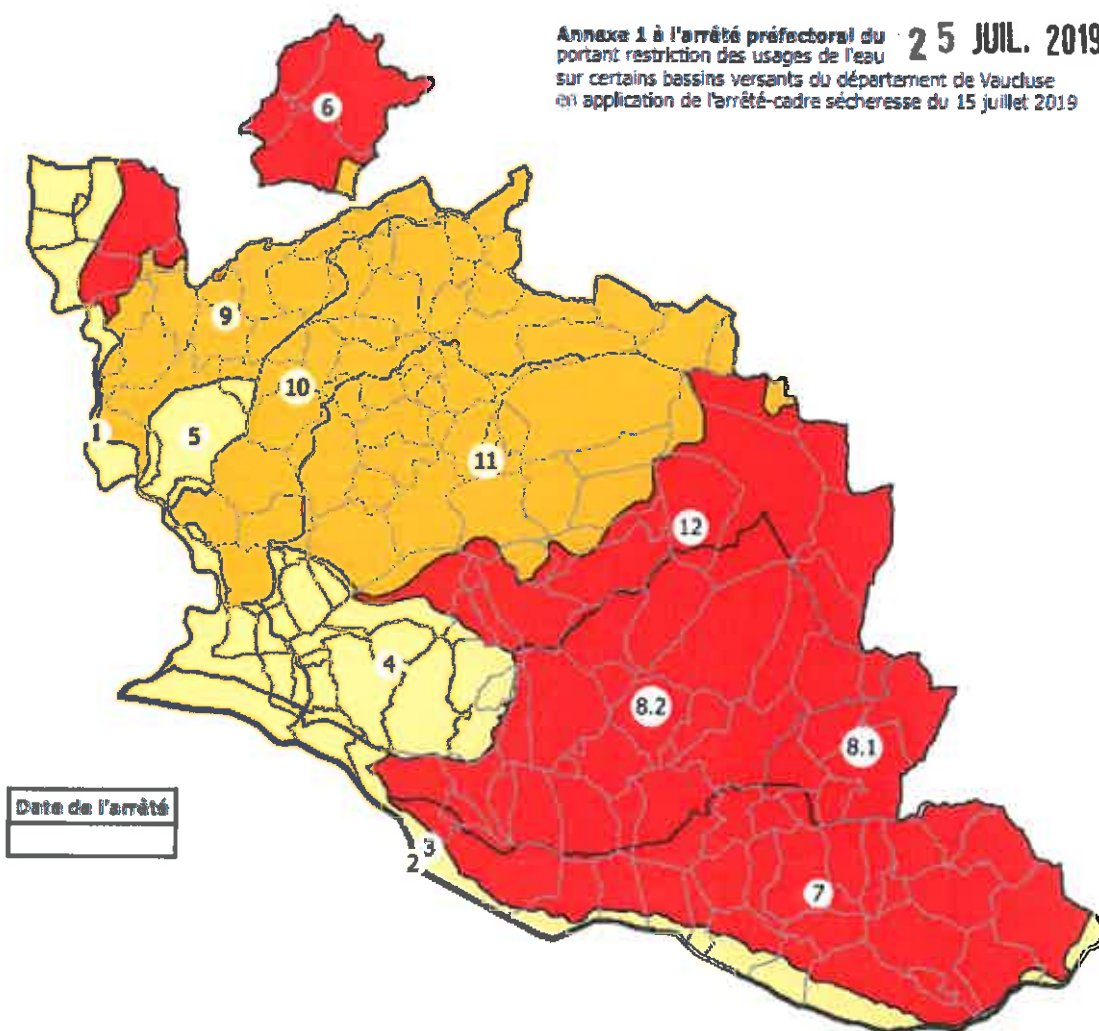 Annexe 1 à l'arrêté préfectoral du 25 JUIL. 2019
portant restriction des usages de l'eau
sur certains bassins versants du département de Vaucluse
en application de l'arrêté-cadre sécheresse du 15 juillet 2019
6
9
10
1
5
11
12
4
8.2
8.1
Date de l'arrêté
3
2
7